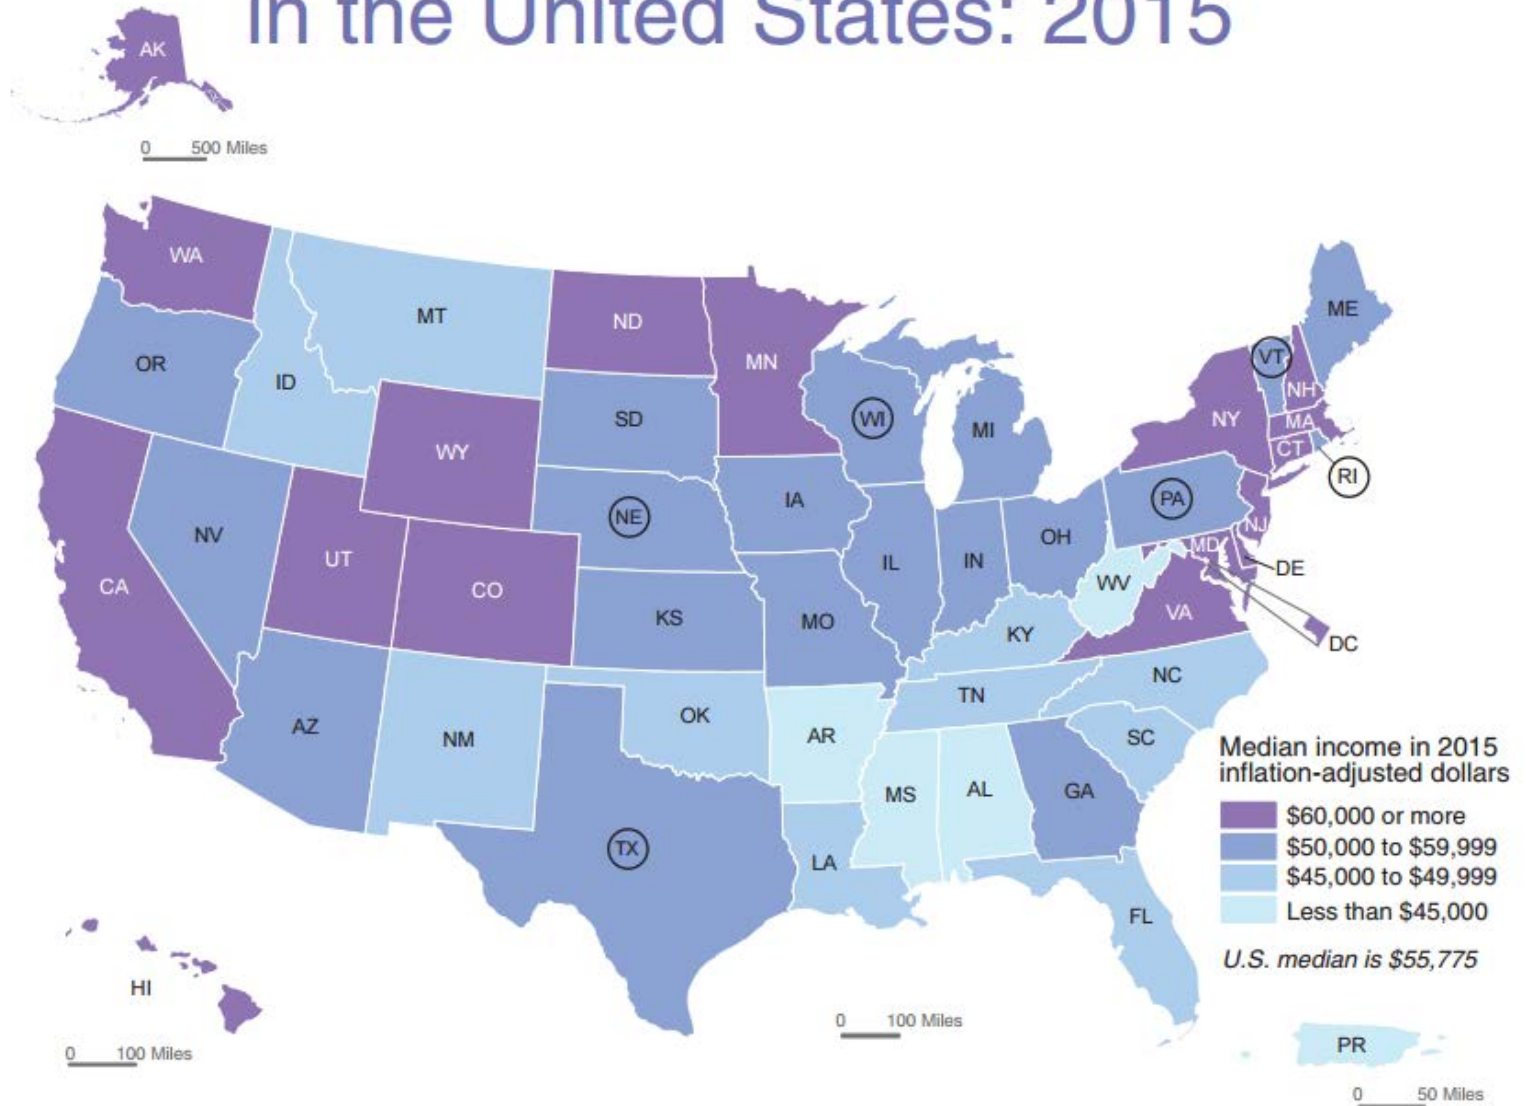 in the United States: 2015
AK
0 500 Miles
WA
MT
ND
MN
ME
OR
ID
SD
WI
MI
VT
NH
NY
MA
CT
RI
WY
IA
NE
PA
NV
UT
CO
IL
IN
OH
NJ
MD
DE
CA
KS
MO
WV
VA
KY
DC
NC
TN
AZ
NM
OK
AR
SC
MS
AL
GA
TX
LA
FL
Median income in 2015
inflation-adjusted dollars
$60,000 or more
$50,000 to $59,999
$45,000 to $49,999
Less than $45,000
U.S. median is $55,775
HI
0 100 Miles
0 100 Miles
PR
0 50 Miles